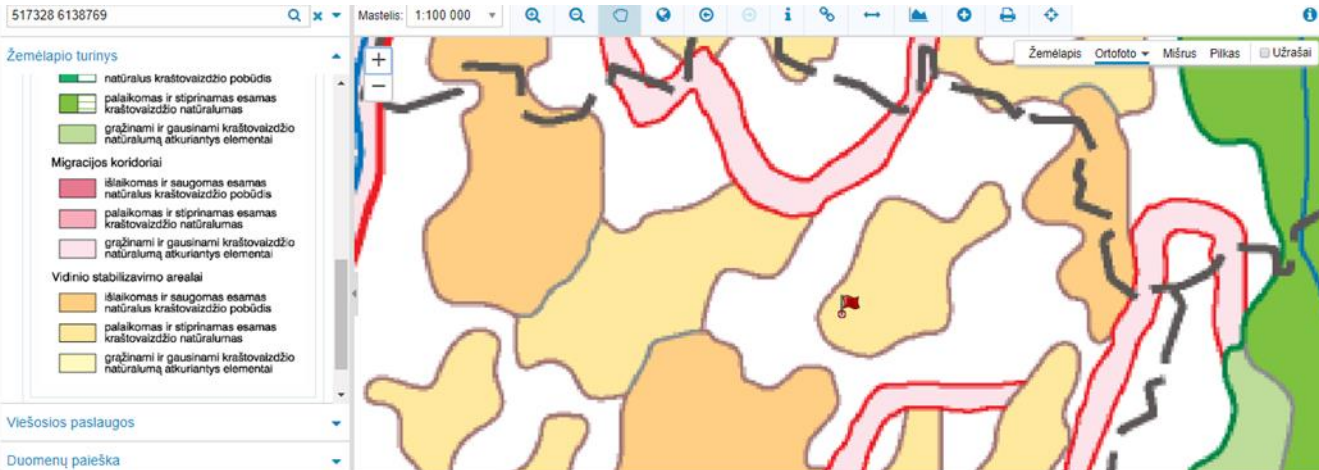 517328 6138769
Mastelis: 1:100 000
Žemėlapio turinys
natūralus kraštovaizdžio pobūdis
palaikomas ir stiprinamas esamas
kraštovaizdžio natūralumas
grąžinami ir gausinami kraštovaizdžio
natūralumą atkuriantys elementai
Migracijos koridoriai
išlaikomas ir saugomas esamas
natūralus kraštovaizdžio pobūdis
palaikomas ir stiprinamas esamas
kraštovaizdžio natūralumas
grąžinami ir gausinami kraštovaizdžio
natūralumą atkuriantys elementai
Vidinio stabilizavimo arealai
išlaikomas ir saugomas esamas
natūralus kraštovaizdžio pobūdis
palaikomas ir stiprinamas esamas
kraštovaizdžio natūralumas
grąžinami ir gausinami kraštovaizdžio
natūralumą atkuriantys elementai
Viešosios paslaugos
Duomenų paieška
Žemėlapis Ortofoto Mišrus Pilkas Užrašai